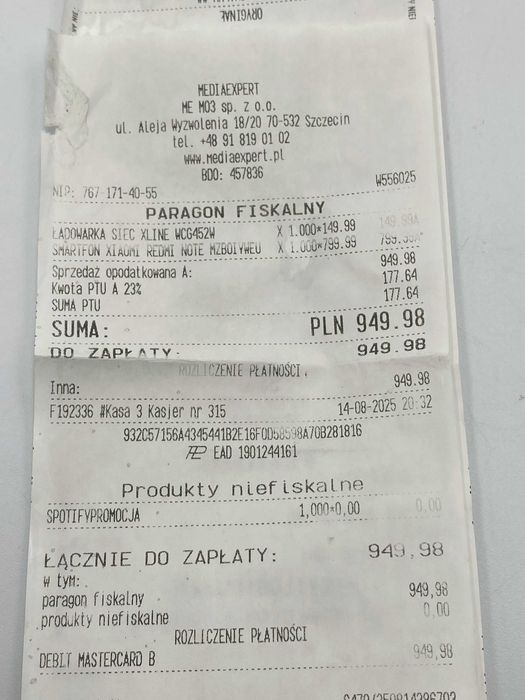 ORYGINAŁ
MEDIAEXPERT
ME M03 sp. z o.o.
ul. Aleja Wyzwolenia 18/20 70-532 Szczecin
tel. +48 91 819 01 02
www.mediaexpert.pl
BDO: 457836
NIP: 767-171-40-55 W556025
PARAGON FISKALNY
ŁADOWARKA SIEC XLINE WCG452W X 1.000*149.99 149.99A
SMARTFON XIAOMI REDMI NOTE MZB01YWEU X 1.000*799.99 799.99A
Sprzedaż opodatkowana A: 949.98
Kwota PTU A 23% 177.64
SUMA PTU 177.64
SUMA: PLN 949.98
DO ZAPŁATY: 949.98
ROZLICZENIE PŁATNOŚCI
Inna: 949.98
F192336 #Kasa 3 Kasjer nr 315 14-08-2025 20:32
932C57156A4345441B2E16F0D58598A70B281816
EAD 1901244161
Produkty niefiskalne
SPOTIFYPROMOCJA 1,000*0,00 0,00
ŁĄCZNIE DO ZAPŁATY: 949,98
w tym:
paragon fiskalny 949,98
produkty niefiskalne 0,00
ROZLICZENIE PŁATNOŚCI
DEBIT MASTERCARD B 949,98